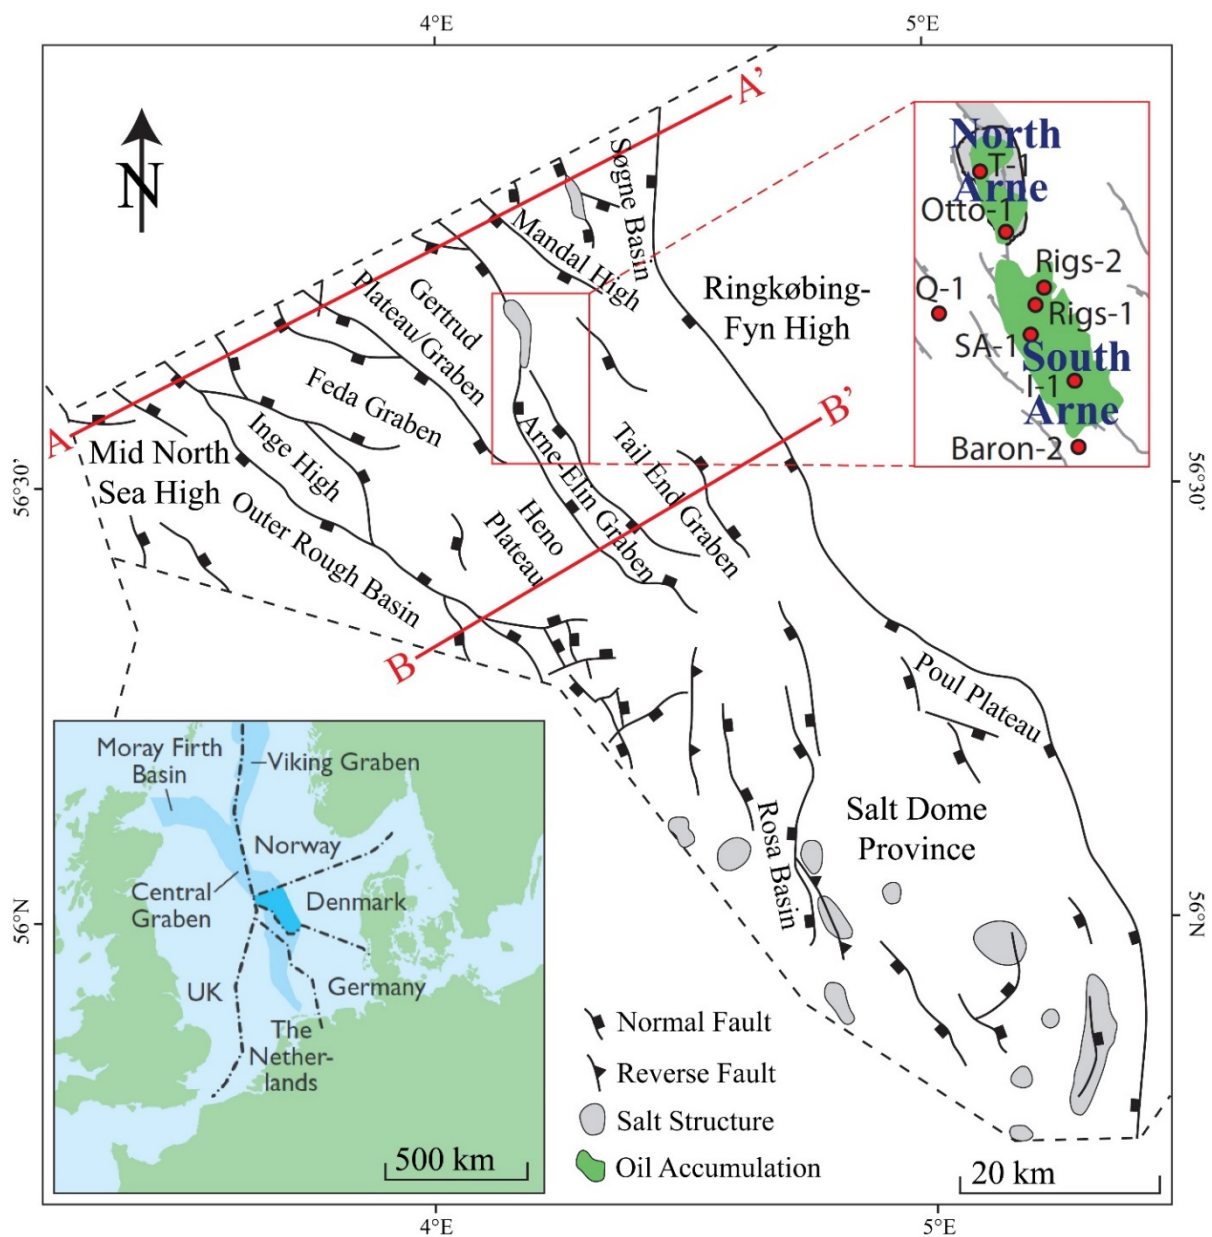 4°E
5°E
N
A'
Søgne Basin
Mandal High
Gertrud
Plateau/Graben
Feda Graben
Ringkøbing-
Fyn High
A
Mid North
Sea High
Inge High
Outer Rough Basin
Heno
Plateau
Arne-Elin Graben
Tail End Graben
B'
B
56°30'
56°30'
North
T-1
Arne
Otto-1
Rigs-2
Q-1
Rigs-1
SA-1
South
I-1
Arne
Baron-2
Poul Plateau
Salt Dome
Province
Rosa Basin
Moray Firth
Basin
Viking Graben
Norway
Central
Graben
Denmark
UK
Germany
The
Nether-
lands
500 km
Normal Fault
Reverse Fault
Salt Structure
Oil Accumulation
20 km
56°N
56°N
4°E
5°E